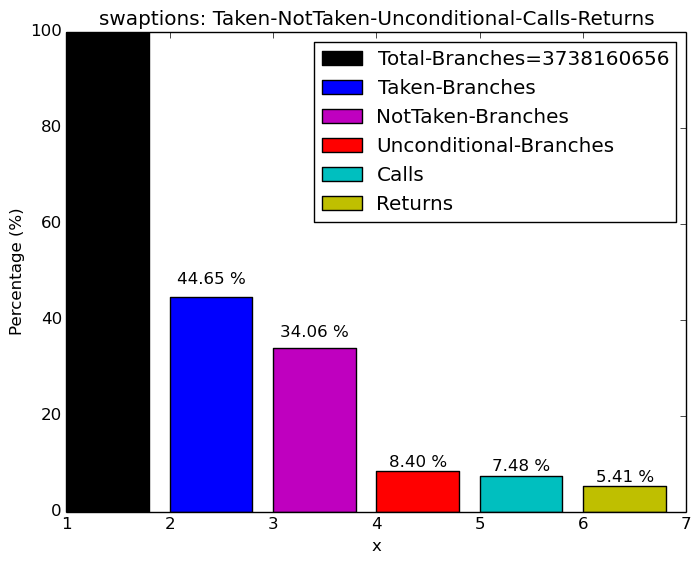 swaptions: Taken-NotTaken-Unconditional-Calls-Returns
100
80
60
40
20
0
Percentage (%)
Total-Branches=3738160656
Taken-Branches
NotTaken-Branches
Unconditional-Branches
Calls
Returns
44.65 %
34.06 %
8.40 %
7.48 %
5.41 %
1 2 3 4 5 6 7
x